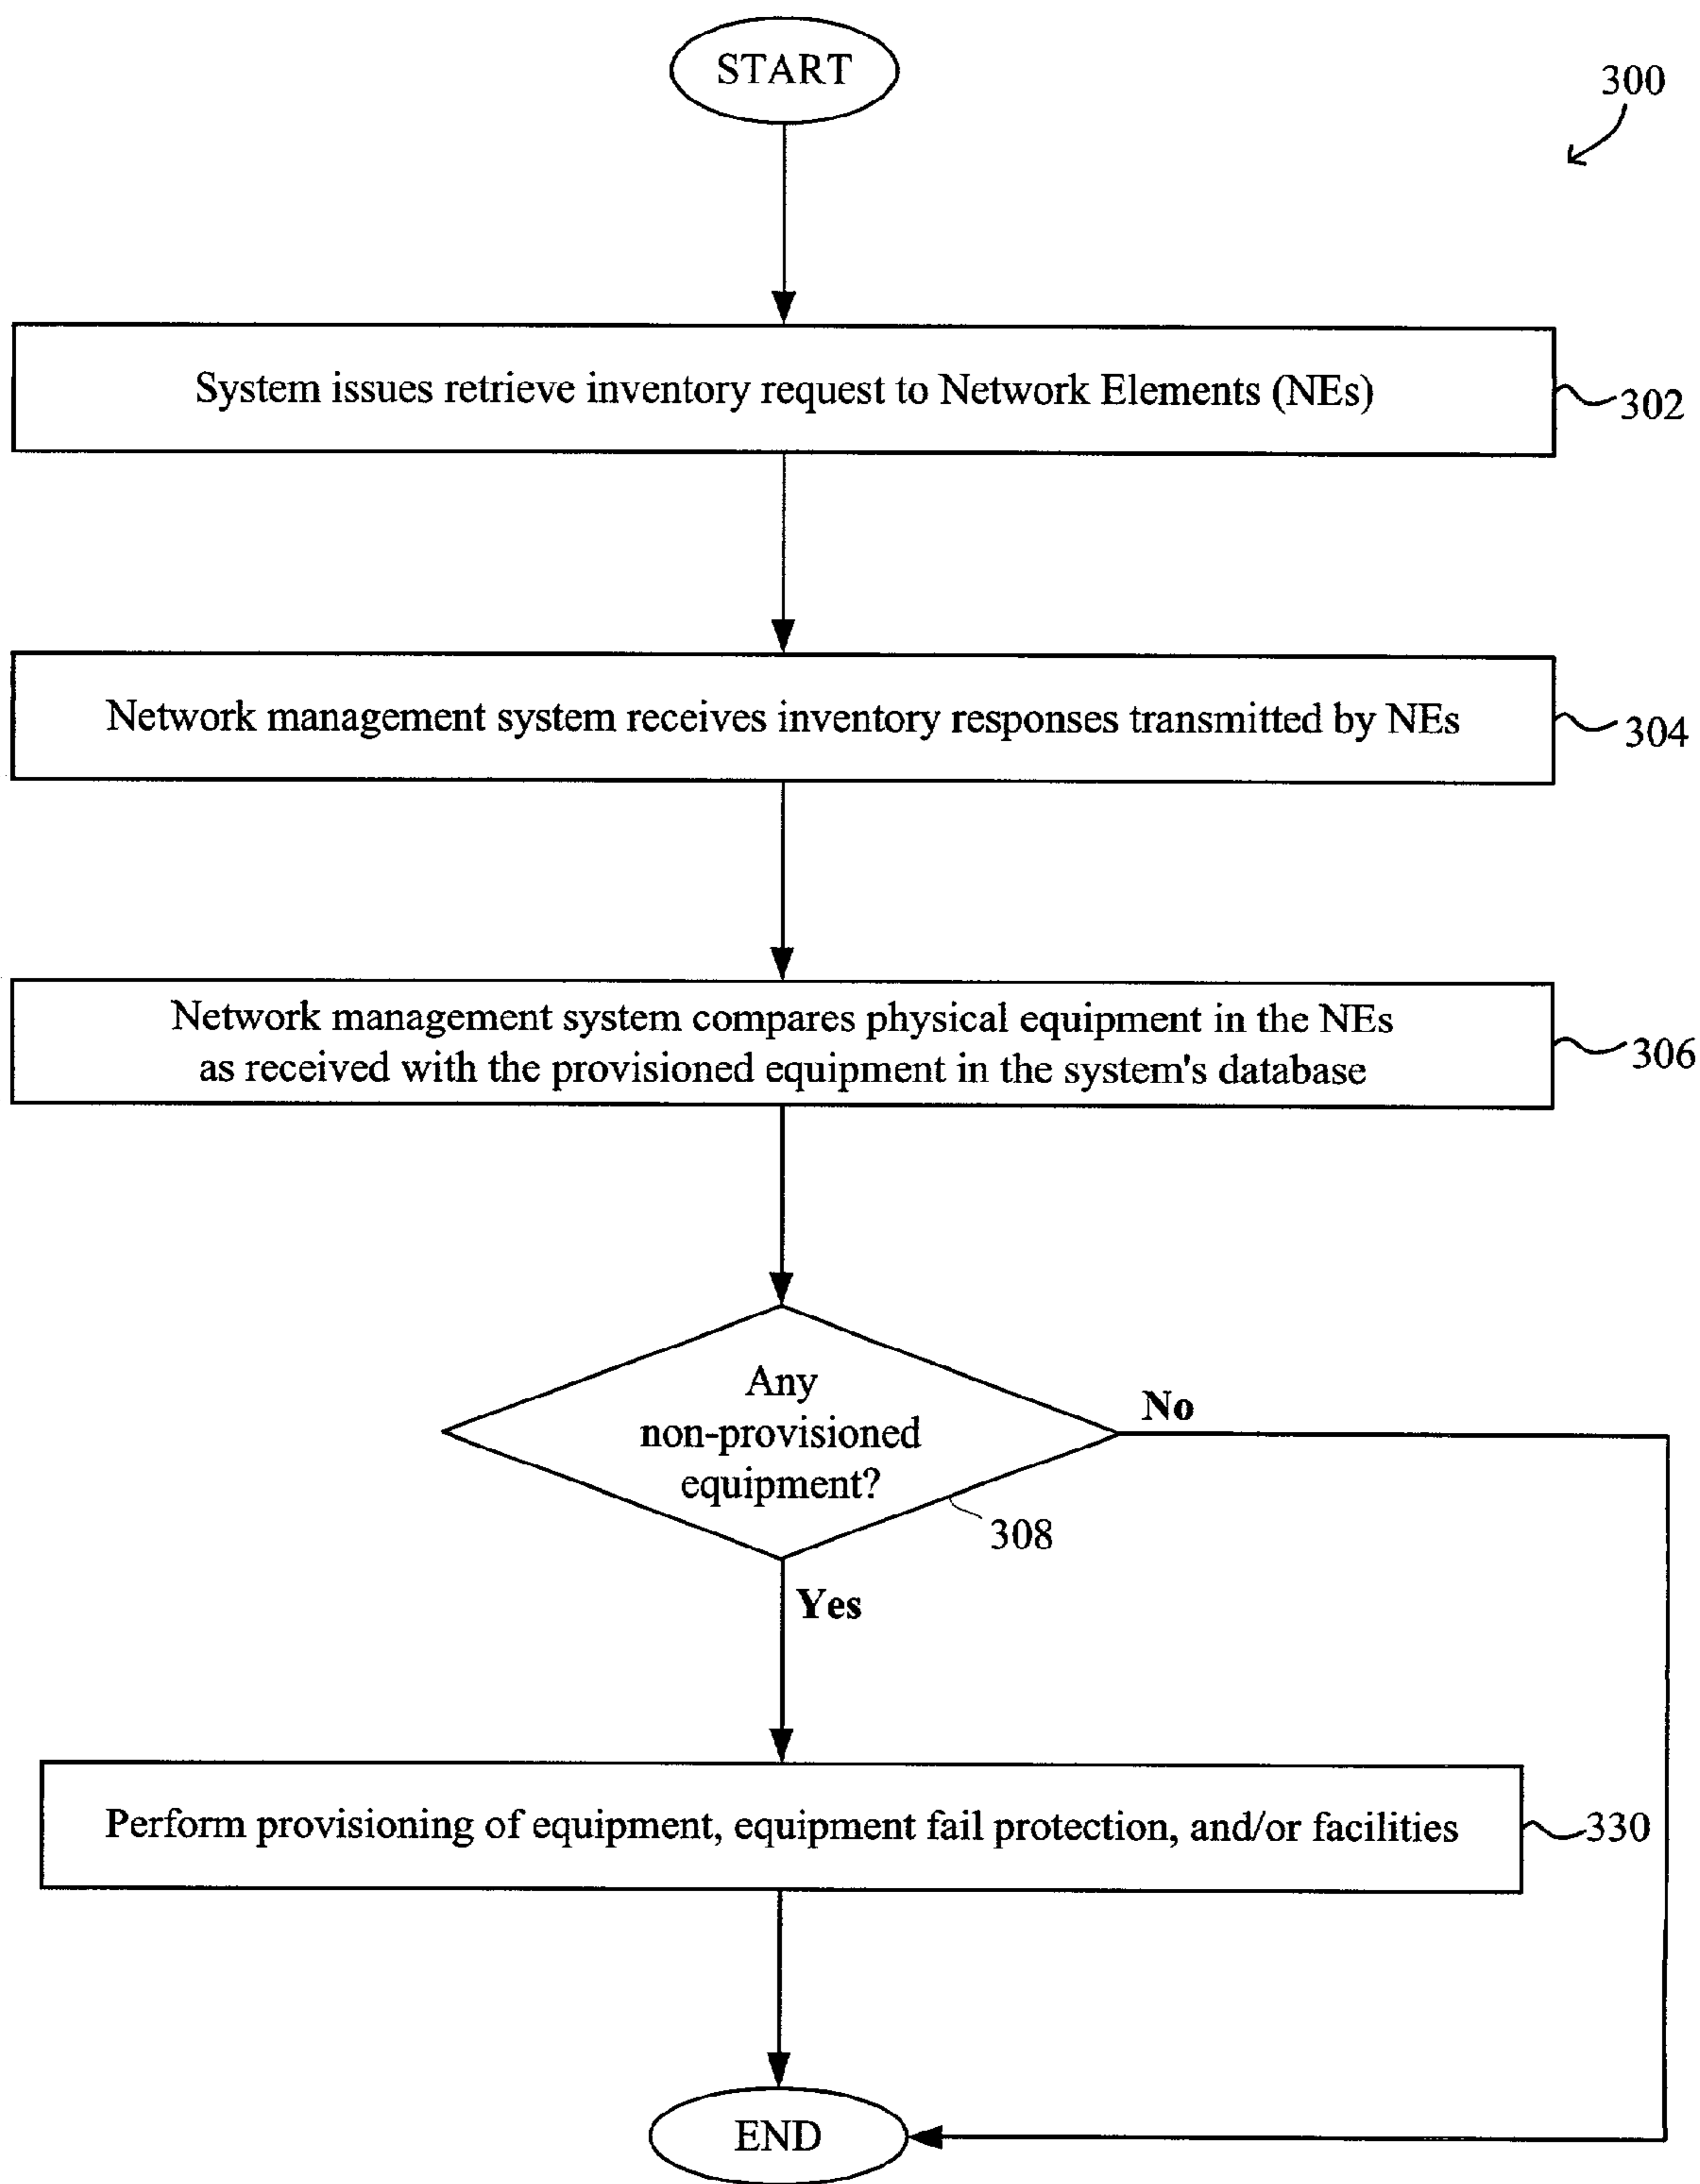 START
300
System issues retrieve inventory request to Network Elements (NEs)
302
Network management system receives inventory responses transmitted by NEs
304
Network management system compares physical equipment in the NEs
as received with the provisioned equipment in the system's database
306
Any
non-provisioned
equipment?
No
308
Yes
Perform provisioning of equipment, equipment fail protection, and/or facilities
330
END